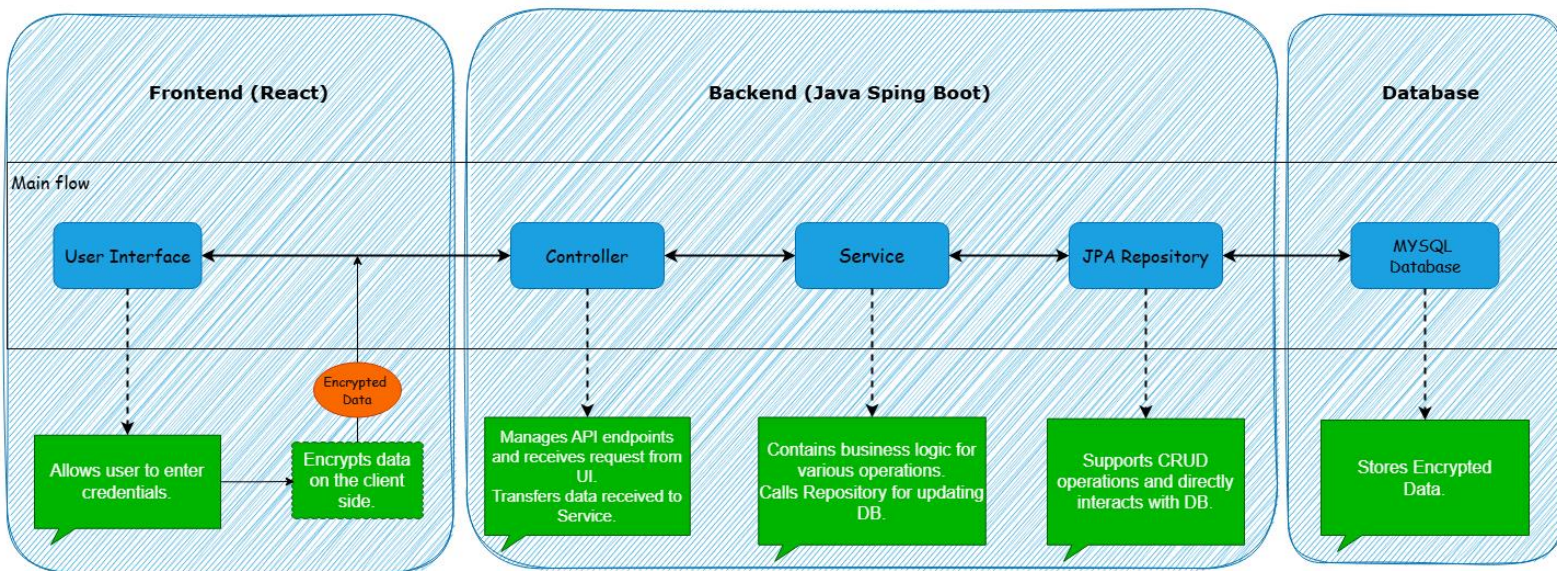 Frontend (React)
Backend (Java Sping Boot)
Database
Main flow
User Interface
Controller
Service
JPA Repository
MYSQL
Database
Encrypted
Data
Allows user to enter
credentials.
Encrypts data
on the client
side.
Manages API endpoints
and receives request from
UI.
Transfers data received to
Service.
Contains business logic for
various operations.
Calls Repository for updating
DB.
Supports CRUD
operations and directly
interacts with DB.
Stores Encrypted
Data.